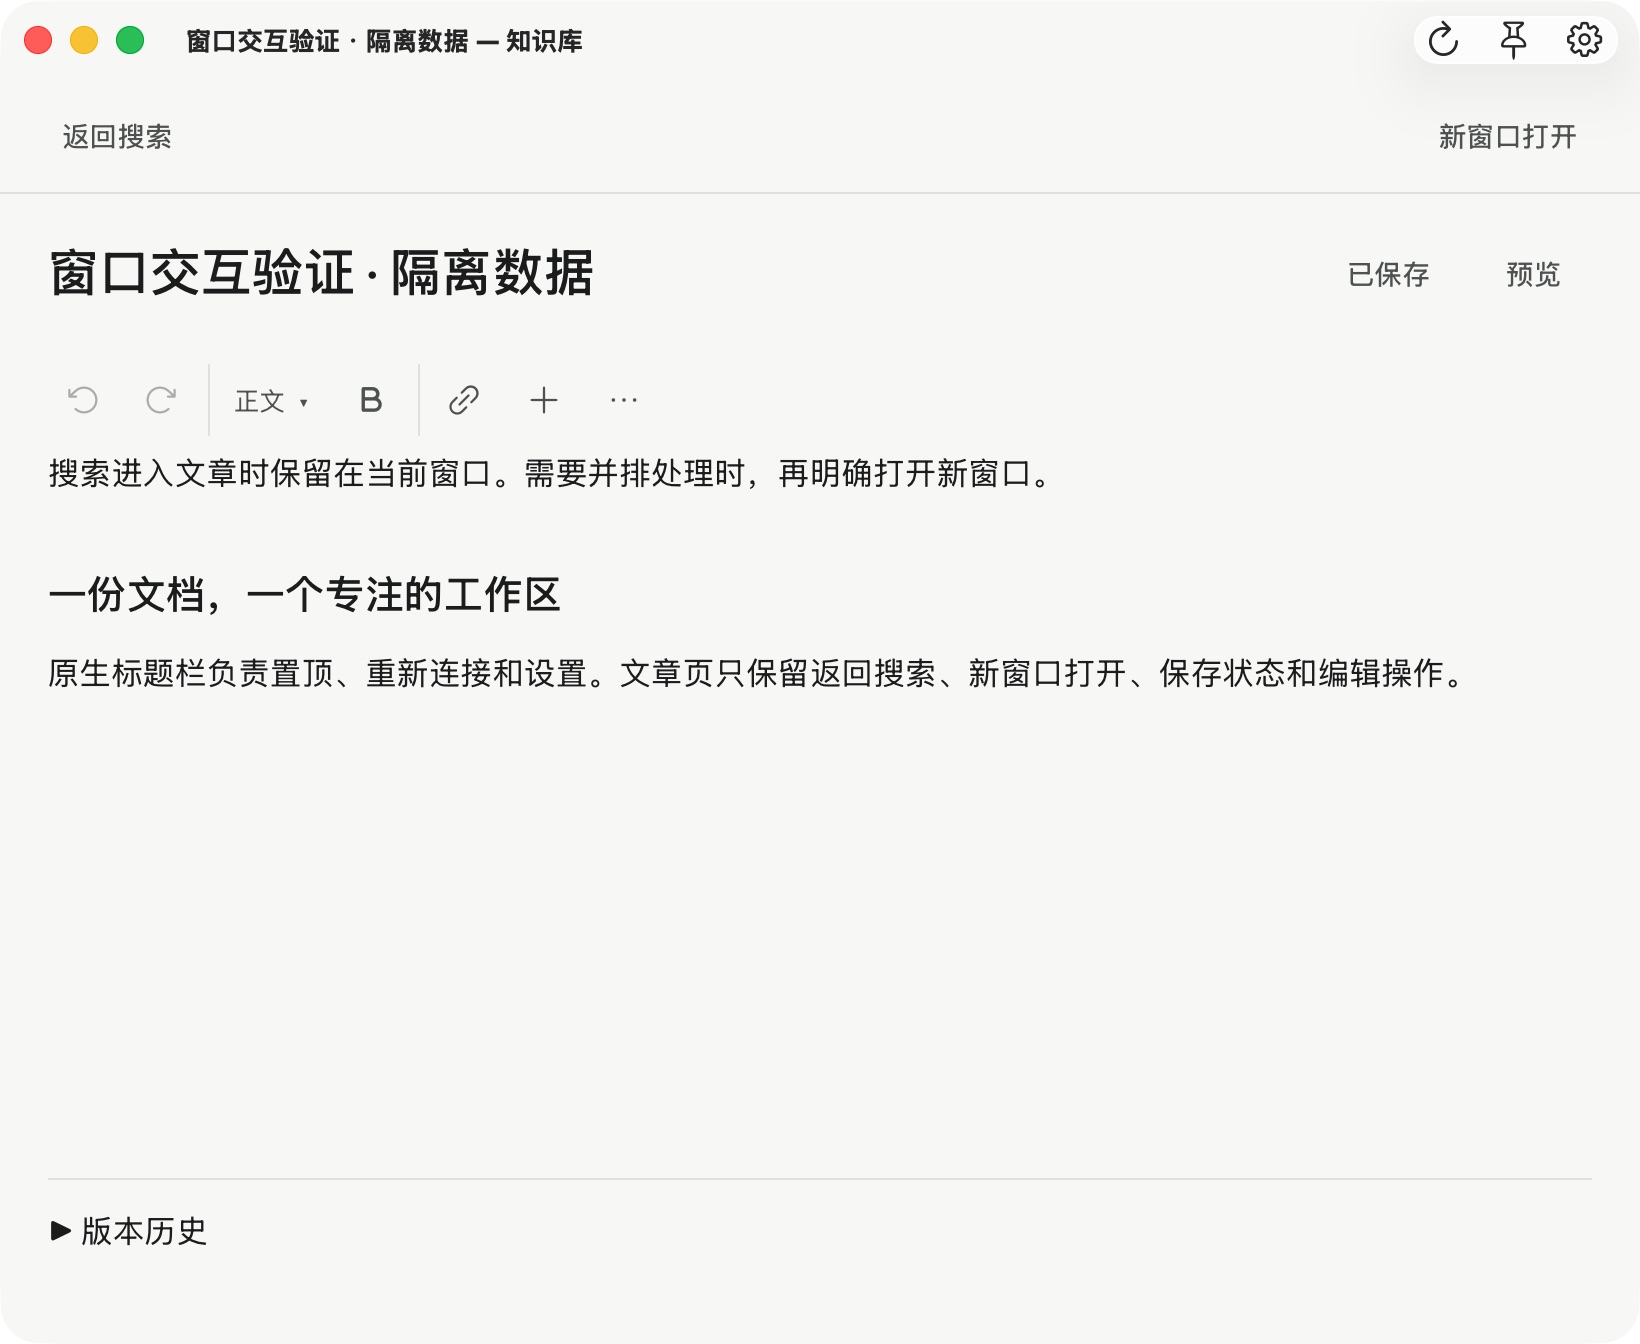 窗口交互验证 · 隔离数据 — 知识库
返回搜索
新窗口打开
窗口交互验证 · 隔离数据
已保存
预览
正文 ▾ B ···
搜索进入文章时保留在当前窗口。需要并排处理时，再明确打开新窗口。
一份文档，一个专注的工作区
原生标题栏负责置顶、重新连接和设置。文章页只保留返回搜索、新窗口打开、保存状态和编辑操作。
▶ 版本历史